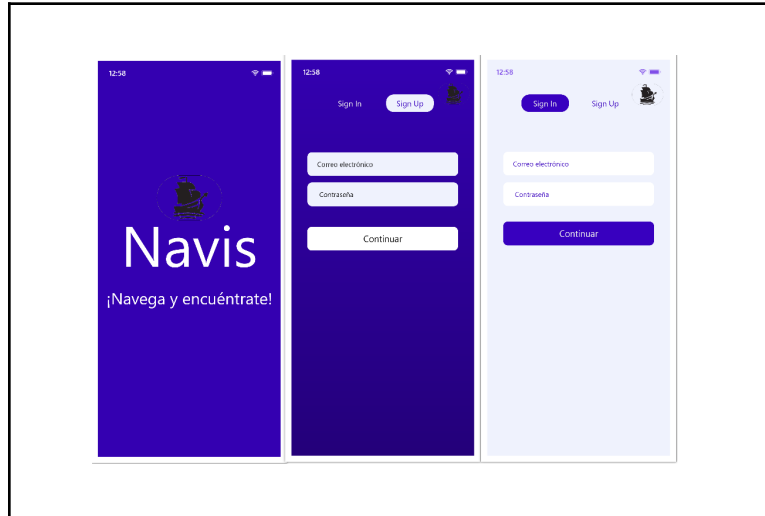 12:58
Navis
¡Navega y encuéntrate!
12:58
Sign In Sign Up
Correo electrónico
Contraseña
Continuar
12:58
Sign In Sign Up
Correo electrónico
Contraseña
Continuar